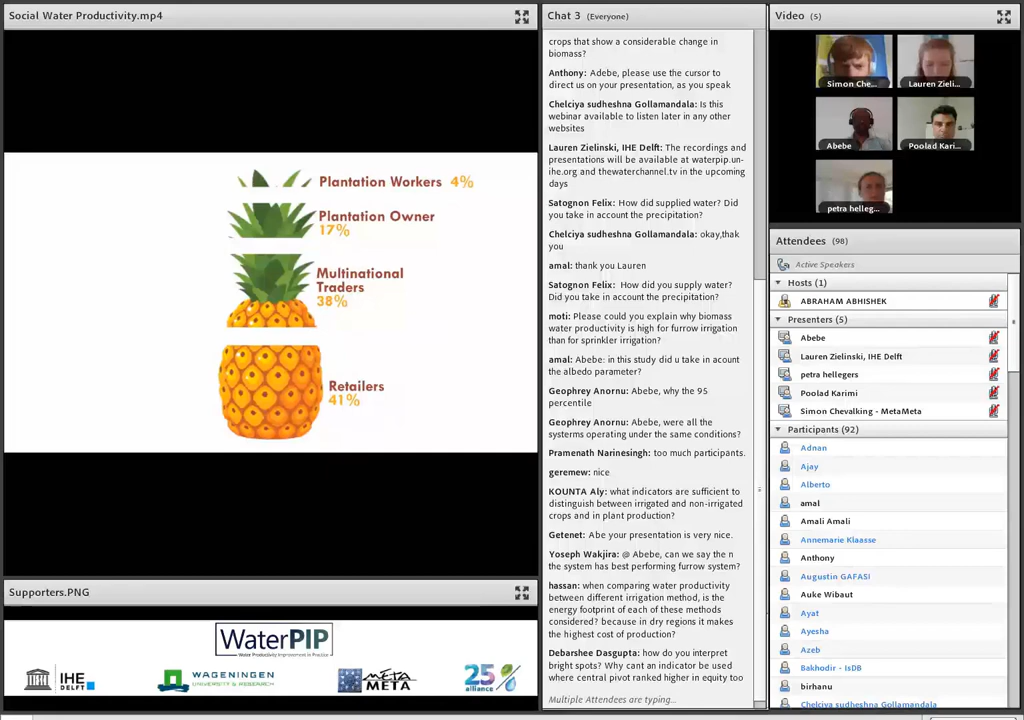 Social Water Productivity.mp4
Plantation Workers 4%
Plantation Owner
17%
Multinational
Traders
38%
Retailers
41%
Supporters.PNG
WaterPIP
Water Productivity Improvement in Practice
IHE
DELFT
WAGENINGEN
UNIVERSITY & RESEARCH
META
META
25
alliance
Chat 3 (Everyone)
crops that show a considerable change in
biomass?
Anthony: Adebe, please use the cursor to
direct us on your presentation, as you speak
Chelciya sudheshna Gollamandala: Is this
webinar available to listen later in any other
websites
Lauren Zielinski, IHE Delft: The recordings and
presentations will be available at waterpip.un-
ihe.org and thewaterchannel.tv in the upcoming
days
Satognon Felix: How did supplied water? Did
you take in account the precipitation?
Chelciya sudheshna Gollamandala: okay,thak
you
amal: thank you Lauren
Satognon Felix: How did you supply water?
Did you take in account the precipitation?
moti: Please could you explain why biomass
water productivity is high for furrow irrigation
than for sprinkler irrigation?
amal: Abebe: in this study did u take in acount
the albedo parameter?
Geophrey Anornu: Abebe, why the 95
percentile
Geophrey Anornu: Abebe, were all the
systerms operating under the same conditions?
Pramenath Narinesingh: too much participants.
geremew: nice
KOUNTA Aly: what indicators are sufficient to
distinguish between irrigated and non-irrigated
crops and in plant production?
Getenet: Abe your presentation is very nice.
Yoseph Wakjira: @ Abebe, can we say the n
the system has best performing furrow system?
hassan: when comparing water productivity
between different irrigation method, is the
energy footprint of each of these methods
considered? because in dry regions it makes
the highest cost of production?
Debarshee Dasgupta: how do you interpret
bright spots? Why cant an indicator be used
where central pivot ranked higher in equity too
Multiple Attendees are typing...
Video (5)
Simon Che...
Lauren Zieli...
Abebe
Poolad Kari...
petra helleg...
Attendees (98)
Active Speakers
Hosts (1)
ABRAHAM ABHISHEK
Presenters (5)
Abebe
Lauren Zielinski, IHE Delft
petra hellegers
Poolad Karimi
Simon Chevalking - MetaMeta
Participants (92)
Adnan
Ajay
Alberto
amal
Amali Amali
Annemarie Klaasse
Anthony
Augustin GAFASI
Auke Wibaut
Ayat
Ayesha
Azeb
Bakhodir - IsDB
birhanu
Chelciya sudheshna Gollamandala